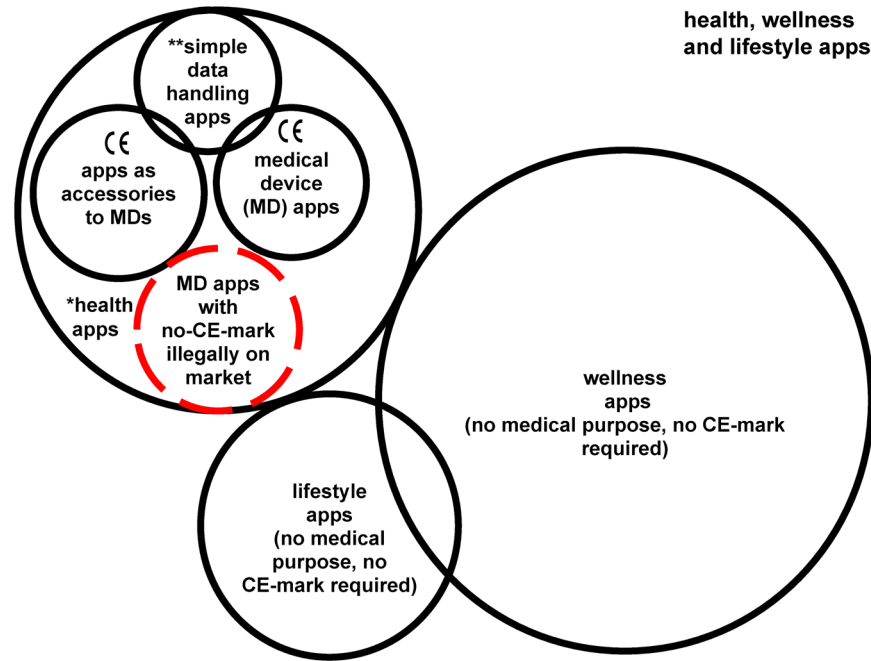 health, wellness
and lifestyle apps
**simple
data
handling
apps
CE
apps as
accessories
to MDs
CE
medical
device
(MD) apps
*health
apps
MD apps
with
no-CE-mark
illegally on
market
wellness
apps
(no medical purpose, no CE-mark
required)
lifestyle
apps
(no medical
purpose, no
CE-mark required)